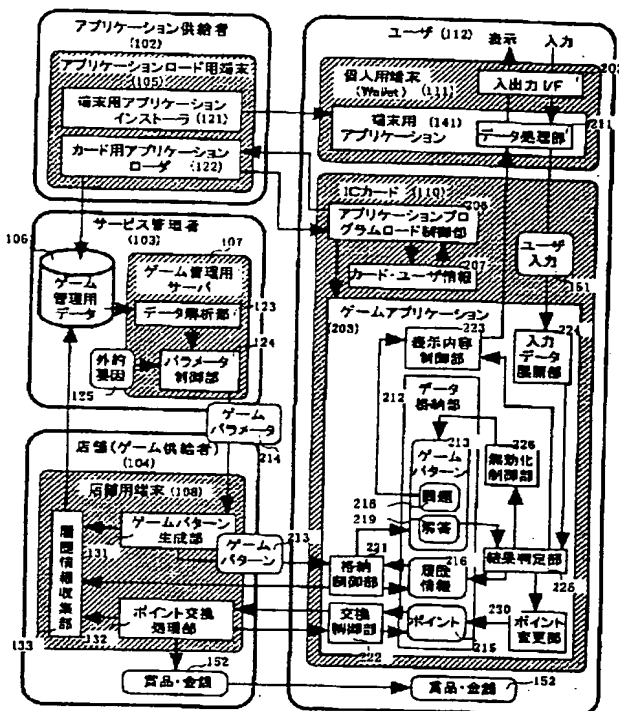 アプリケーション供給者
(102)
アプリケーションロード用端末
(105)
端末用アプリケーション
インストーラ (121)
カード用アプリケーション
ローダ (122)
サービス管理者
(103)
106
107
ゲーム
管理用
データ
ゲーム管理用
サーバ
123
データ解析部
124
外的
要因
125
パラメータ
制御部
ゲーム
パラメータ
214
店舗(ゲーム供給者)
(104)
店舗用端末 (108)
履歴情報収集部
133
ゲームパターン
生成部
131
ゲーム
パターン
213
ポイント交換
処理部
132
152
賞品・金銭
ユーザ (112)
表示
入力
個人用端末
(Wallet) (111)
入出力I/F
端末用 (141)
アプリケーション
211
データ処理部
ICカード (110)
アプリケーションプロ
グラムロード制御部
207
カード・ユーザ情報
ユーザ
入力
151
ゲームアプリケーション
(203)
223
表示内容
制御部
224
入力
データ
展開部
212
データ
格納部
213
ゲーム
パターン
218
問題
219
解答
226
無効化
制御部
221
格納
制御部
216
履歴
情報
結果判定部
225
交換
制御部
222
ポイント
215
230
ポイント
変更部
賞品・金銭
152